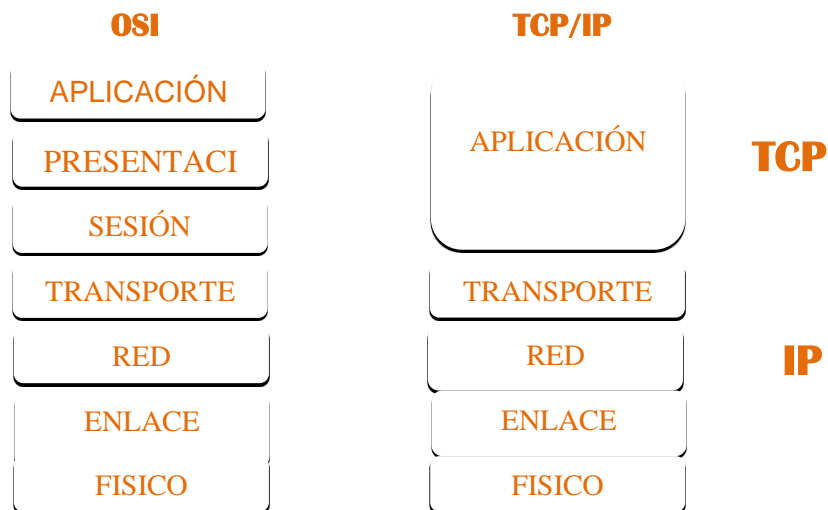 OSI TCP/IP
APLICACIÓN
PRESENTACI
SESIÓN
TRANSPORTE
RED
ENLACE
FISICO
APLICACIÓN
TRANSPORTE
RED
ENLACE
FISICO
TCP
IP